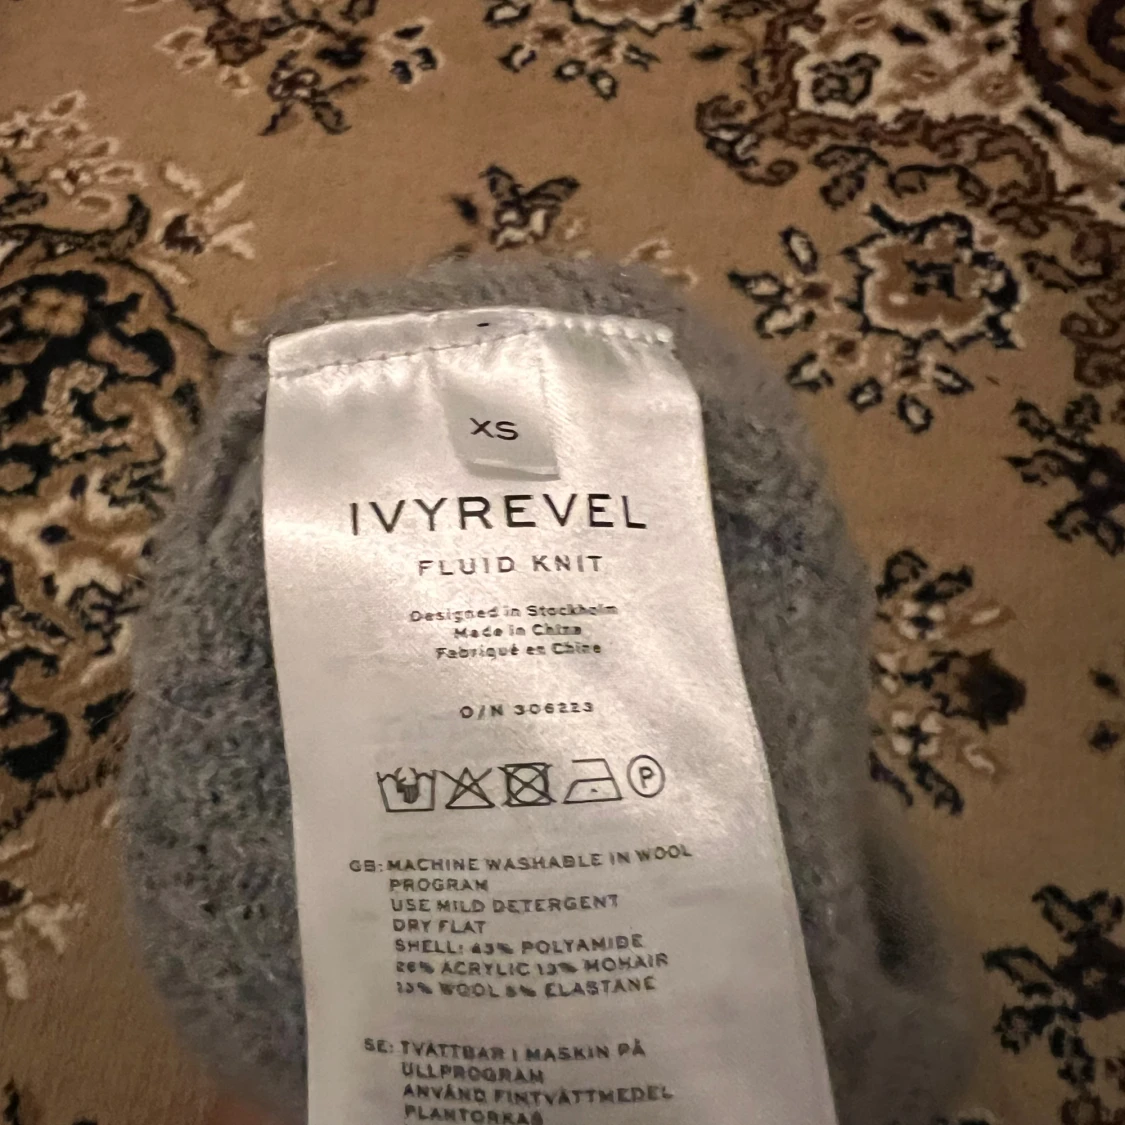 XS
IVYREVEL
FLUID KNIT
Designed in Stockholm
Made in China
Fabriqué en Chine
O/N 306223
P
GB: MACHINE WASHABLE IN WOOL
PROGRAM
USE MILD DETERGENT
DRY FLAT
SHELL: 43% POLYAMIDE
26% ACRYLIC 13% MOHAIR
13% WOOL 5% ELASTANE
SE: TVÄTTBAR I MASKIN PÅ
ULLPROGRAM
ANVÄND FINTVÄTTMEDEL
PLANTORKAS